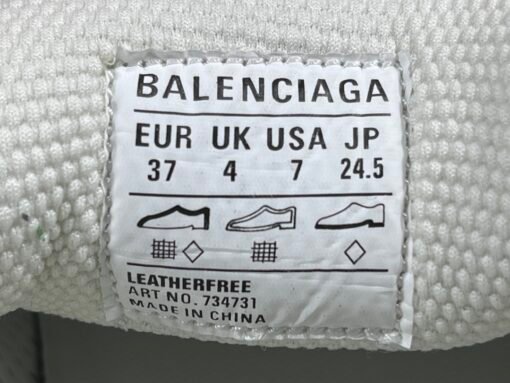 BALENCIAGA
EUR UK USA JP
37 4 7 24.5
LEATHERFREE
ART NO. 734731
MADE IN CHINA